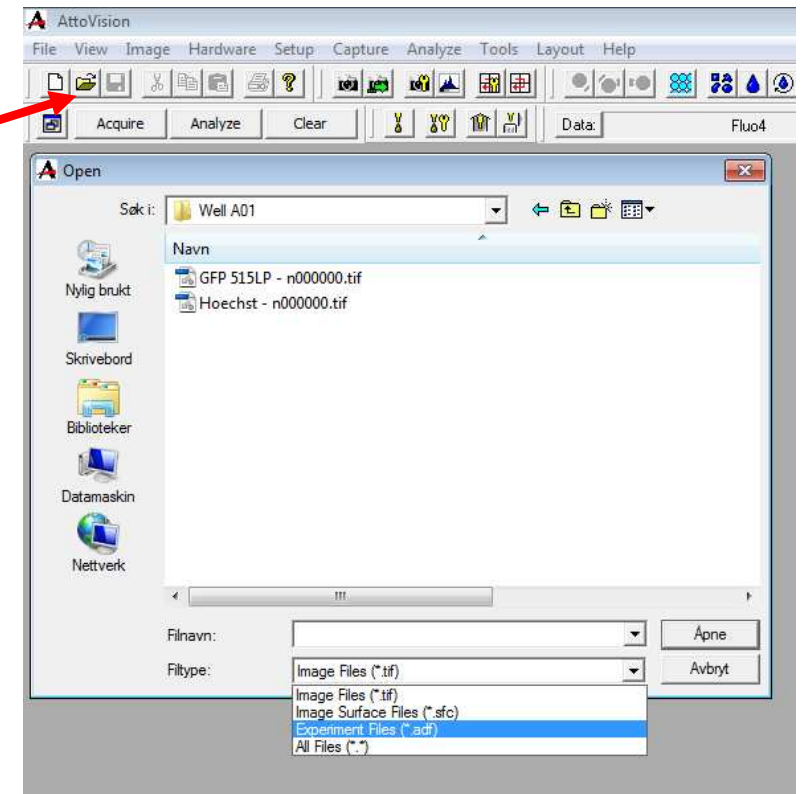 AttoVision
File View Image Hardware Setup Capture Analyze Tools Layout Help
Acquire Analyze Clear Data: Fluo4
Open
Søk i: Well A01
Navn
GFP 515LP - n000000.tif
Hoechst - n000000.tif
Nylig brukt
Skrivebord
Biblioteker
Datamaskin
Nettverk
Filnavn: Åpne
Filtype: Image Files (*.tif) Avbryt
Image Files (*.tif)
Image Surface Files (*.sfc)
Experiment Files (*.adf)
All Files (*.*)